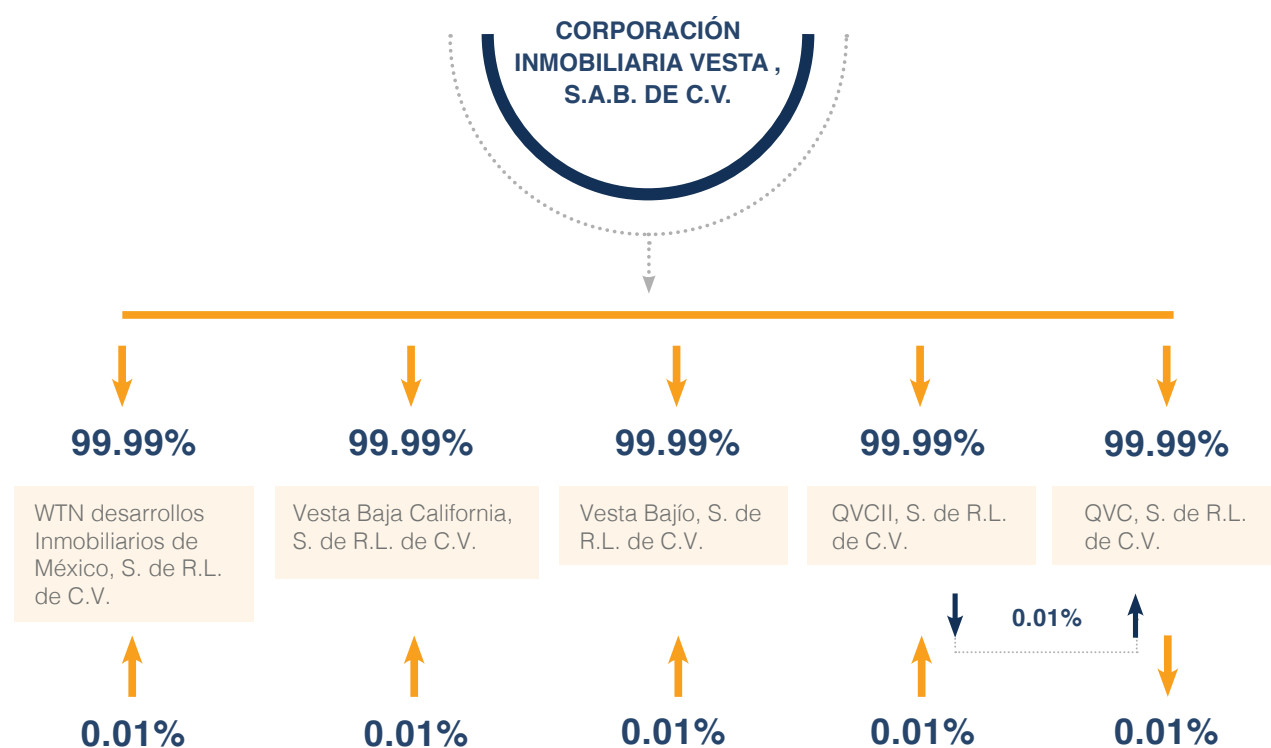 CORPORACIÓN
INMOBILIARIA VESTA ,
S.A.B. DE C.V.
99.99%
99.99%
99.99%
99.99%
99.99%
WTN desarrollos
Inmobiliarios de
México, S. de R.L.
de C.V.
Vesta Baja California,
S. de R.L. de C.V.
Vesta Bajío, S. de
R.L. de C.V.
QVCII, S. de R.L.
de C.V.
QVC, S. de R.L.
de C.V.
0.01%
0.01%
0.01%
0.01%
0.01%
0.01%